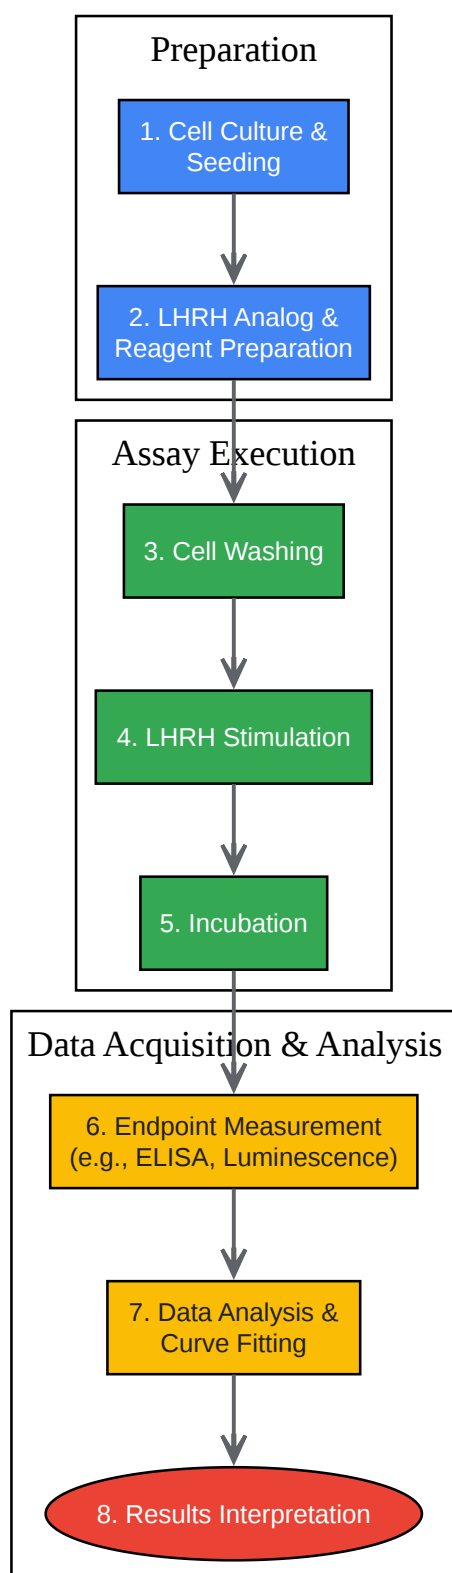 Preparation
1. Cell Culture &
Seeding
2. LHRH Analog &
Reagent Preparation
Assay Execution
3. Cell Washing
4. LHRH Stimulation
5. Incubation
Data Acquisition & Analysis
6. Endpoint Measurement
(e.g., ELISA, Luminescence)
7. Data Analysis &
Curve Fitting
8. Results Interpretation